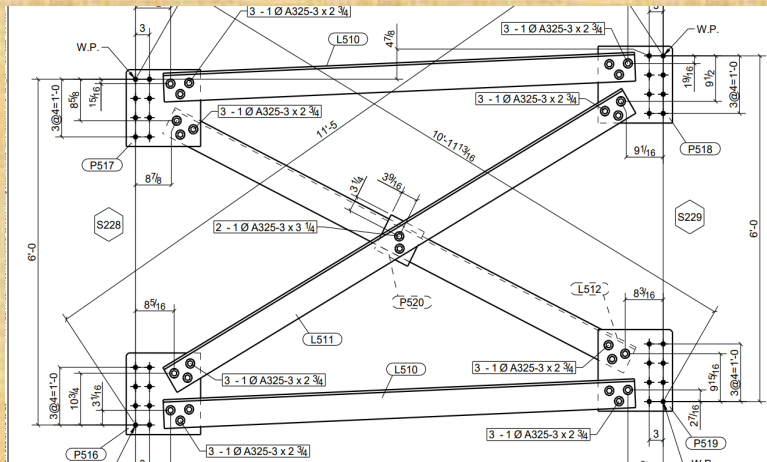 3
3 - 1 Ø A325-3 x 2 3/4
3 - 1 Ø A325-3 x 2 3/4
3
W.P.
L510
4 7/8
W.P.
8 5/8
15/16
3@4=1'-0
3 - 1 Ø A325-3 x 2 3/4
3 - 1 Ø A325-3 x 2 3/4
1 9/16
9 1/2
3@4=1'-0
11'-5
10'-11 13/16
P517
8 7/8
9 1/16
P518
3 1/4
3 9/16
S228
2 - 1 Ø A325-3 x 3 1/4
S229
6'-0
6'-0
P520
L512
8 5/16
8 3/16
L511
3@4=1'-0
10 3/4
3 1/16
3 - 1 Ø A325-3 x 2 3/4
L510
3 - 1 Ø A325-3 x 2 3/4
9 15/16
3@4=1'-0
2 7/16
3 - 1 Ø A325-3 x 2 3/4
3 - 1 Ø A325-3 x 2 3/4
3
P516
P519